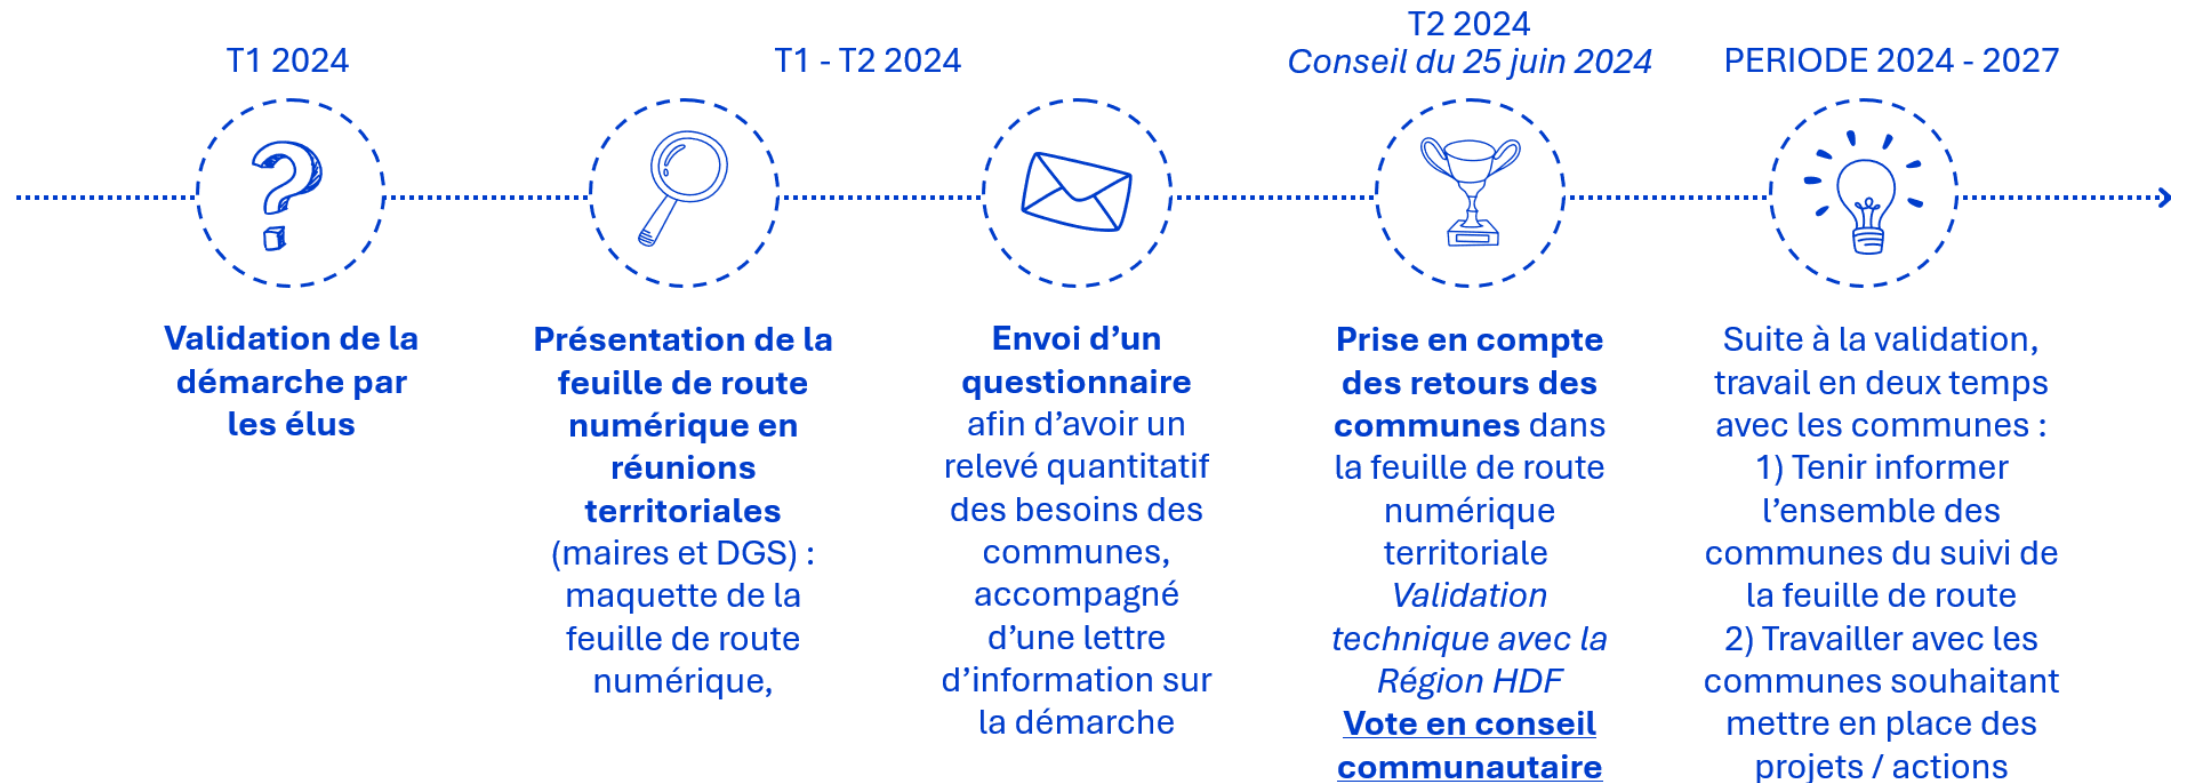 T1 2024
Validation de la
démarche par
les élus
T1 - T2 2024
Présentation de la
feuille de route
numérique en
réunions
territoriales
(maires et DGS) :
maquette de la
feuille de route
numérique,
Envoi d’un
questionnaire
afin d’avoir un
relevé quantitatif
des besoins des
communes,
accompagné
d’une lettre
d’information sur
la démarche
T2 2024
Conseil du 25 juin 2024
Prise en compte
des retours des
communes dans
la feuille de route
numérique
territoriale
Validation
technique avec la
Région HDF
Vote en conseil
communautaire
PERIODE 2024 - 2027
Suite à la validation,
travail en deux temps
avec les communes :
1) Tenir informer
l’ensemble des
communes du suivi de
la feuille de route
2) Travailler avec les
communes souhaitant
mettre en place des
projets / actions